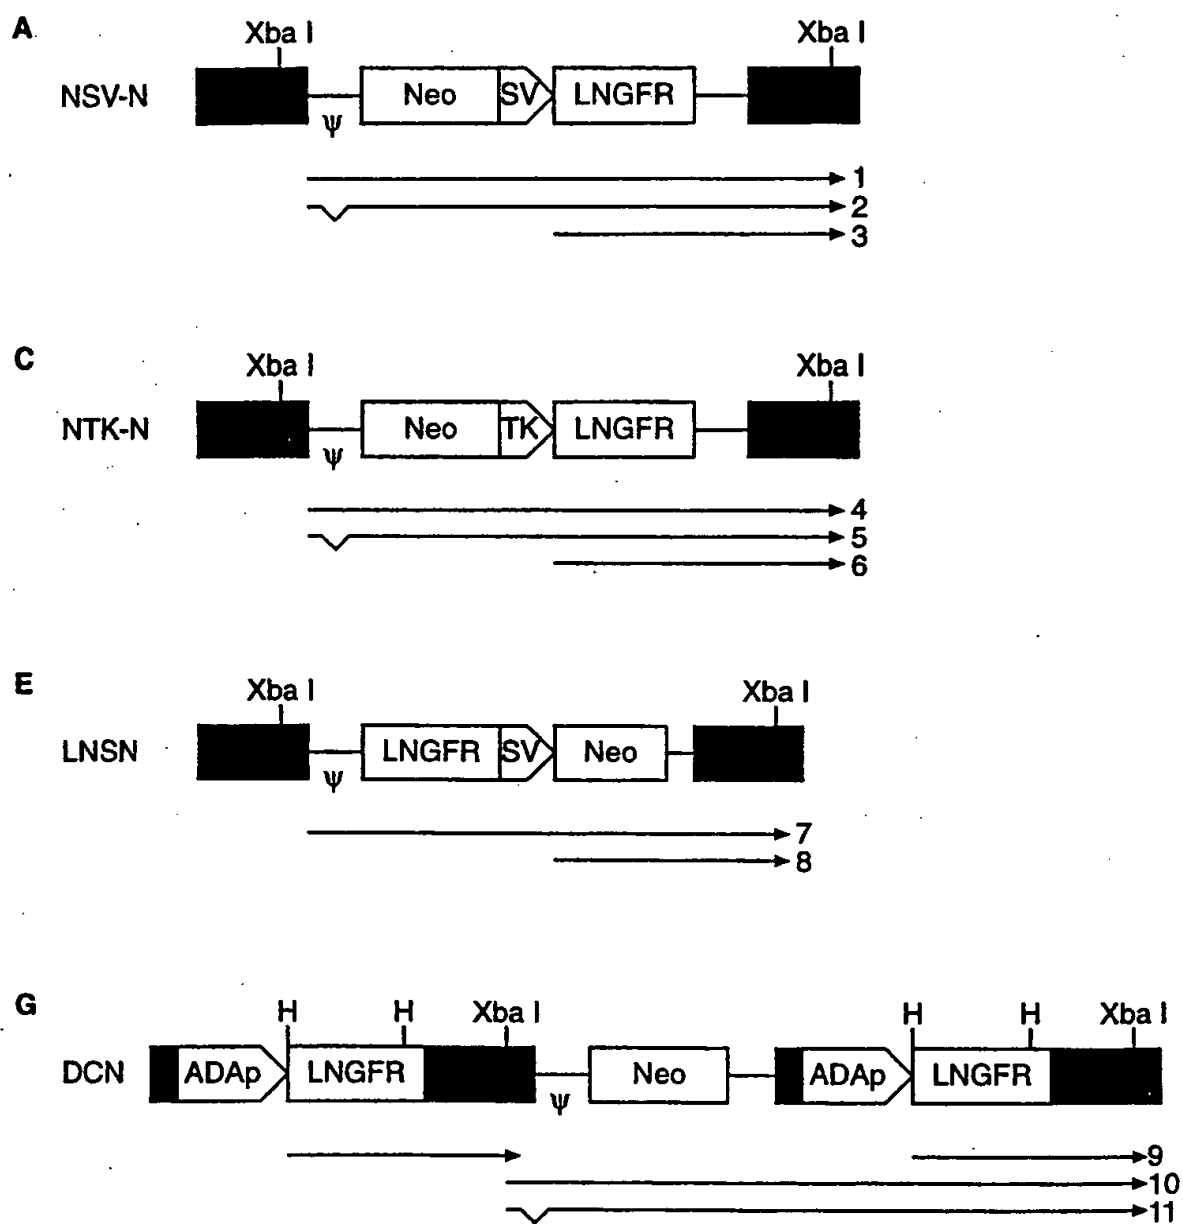 A
Xba I Xba I
NSV-N Neo SV LNGFR
ψ
1
2
3
C
Xba I Xba I
NTK-N Neo TK LNGFR
ψ
4
5
6
E
Xba I Xba I
LNSN LNGFR SV Neo
ψ
7
8
G
H H Xba I H H Xba I
DCN ADAp LNGFR Neo ADAp LNGFR
ψ
9
10
11